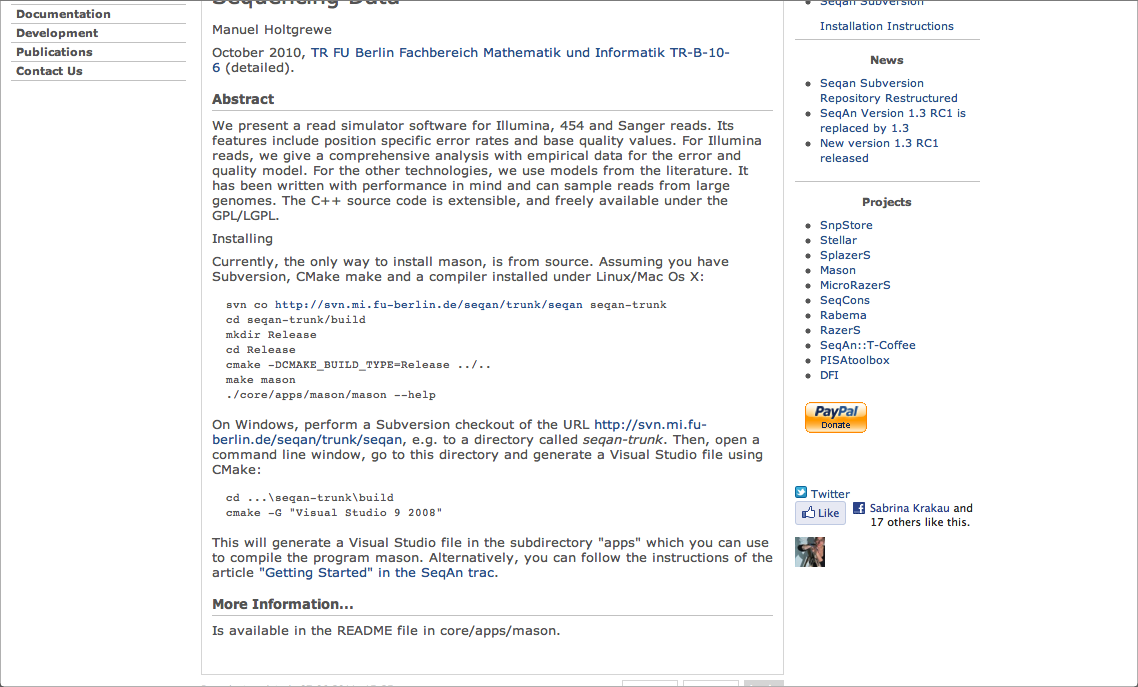 Documentation
Development
Publications
Contact Us
Sequencing Data
Manuel Holtgrewe
October 2010, TR FU Berlin Fachbereich Mathematik und Informatik TR-B-10-
6 (detailed).
Abstract
We present a read simulator software for Illumina, 454 and Sanger reads. Its
features include position specific error rates and base quality values. For Illumina
reads, we give a comprehensive analysis with empirical data for the error and
quality model. For the other technologies, we use models from the literature. It
has been written with performance in mind and can sample reads from large
genomes. The C++ source code is extensible, and freely available under the
GPL/LGPL.
Installing
Currently, the only way to install mason, is from source. Assuming you have
Subversion, CMake make and a compiler installed under Linux/Mac Os X:
svn co http://svn.mi.fu-berlin.de/seqan/trunk/seqan seqan-trunk
cd seqan-trunk/build
mkdir Release
cd Release
cmake -DCMAKE_BUILD_TYPE=Release ../..
make mason
./core/apps/mason/mason --help
On Windows, perform a Subversion checkout of the URL http://svn.mi.fu-
berlin.de/seqan/trunk/seqan, e.g. to a directory called seqan-trunk. Then, open a
command line window, go to this directory and generate a Visual Studio file using
CMake:
cd ...\seqan-trunk\build
cmake -G "Visual Studio 9 2008"
This will generate a Visual Studio file in the subdirectory "apps" which you can use
to compile the program mason. Alternatively, you can follow the instructions of the
article "Getting Started" in the SeqAn trac.
More Information...
Is available in the README file in core/apps/mason.
Seqan Subversion
Installation Instructions
News
Seqan Subversion
Repository Restructured
SeqAn Version 1.3 RC1 is
replaced by 1.3
New version 1.3 RC1
released
Projects
SnpStore
Stellar
SplazerS
Mason
MicroRazerS
SeqCons
Rabema
RazerS
SeqAn::T-Coffee
PISAtoolbox
DFI
PayPal
Donate
Twitter
Like
Sabrina Krakau and
17 others like this.